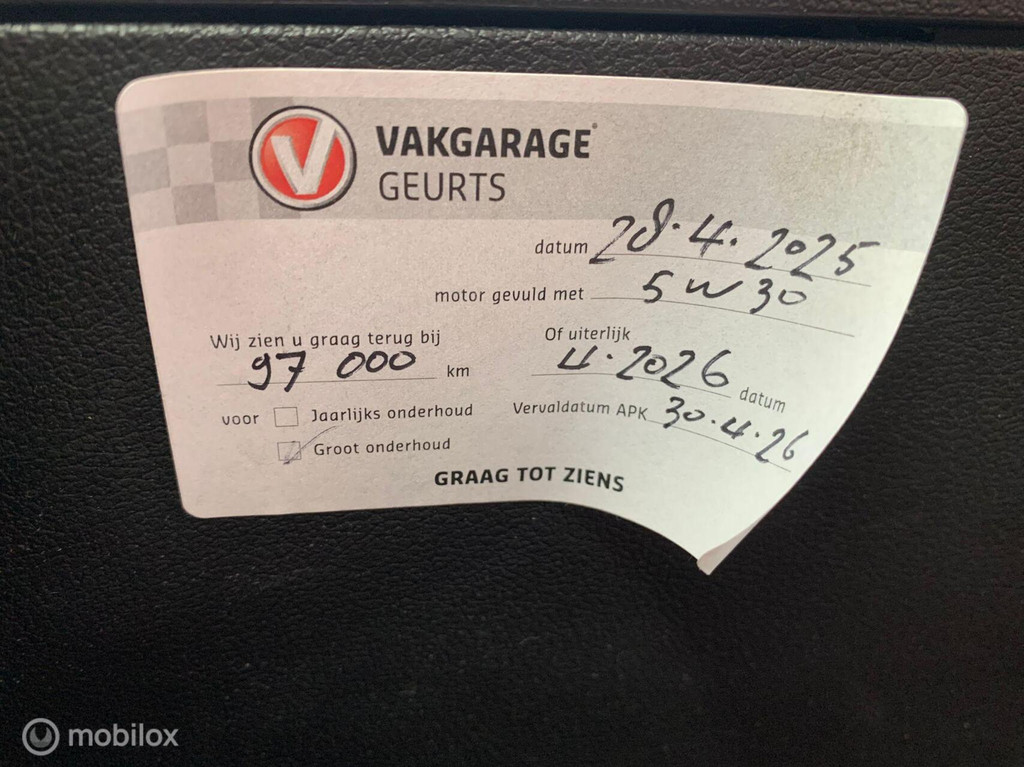 VAKGARAGE
GEURTS
datum 28.4.2025
motor gevuld met 5W30
Wij zien u graag terug bij
97 000 km
Of uiterlijk
4.2026 datum
voor Jaarlijks onderhoud
Groot onderhoud
Vervaldatum APK 30.4.26
GRAAG TOT ZIENS
mobilox